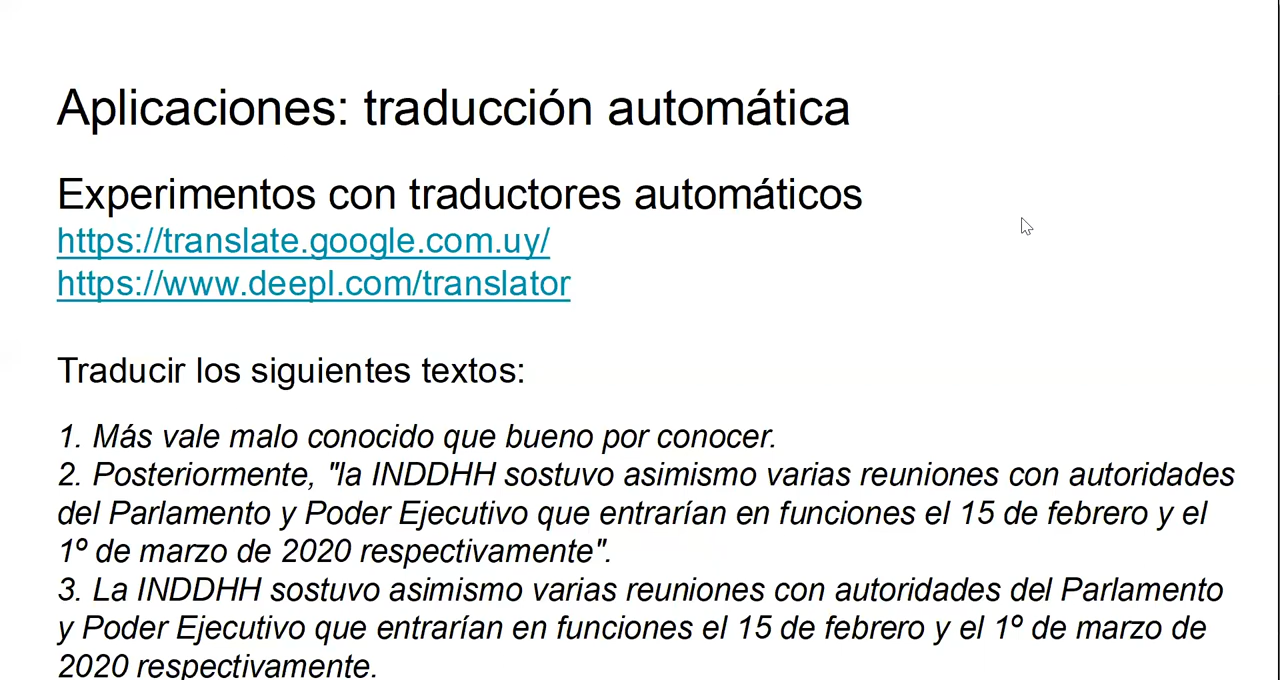 Aplicaciones: traducción automática
Experimentos con traductores automáticos
https://translate.google.com.uy/
https://www.deepl.com/translator
Traducir los siguientes textos:
1. Más vale malo conocido que bueno por conocer.
2. Posteriormente, "la INDDHH sostuvo asimismo varias reuniones con autoridades
del Parlamento y Poder Ejecutivo que entrarían en funciones el 15 de febrero y el
1º de marzo de 2020 respectivamente".
3. La INDDHH sostuvo asimismo varias reuniones con autoridades del Parlamento
y Poder Ejecutivo que entrarían en funciones el 15 de febrero y el 1º de marzo de
2020 respectivamente.